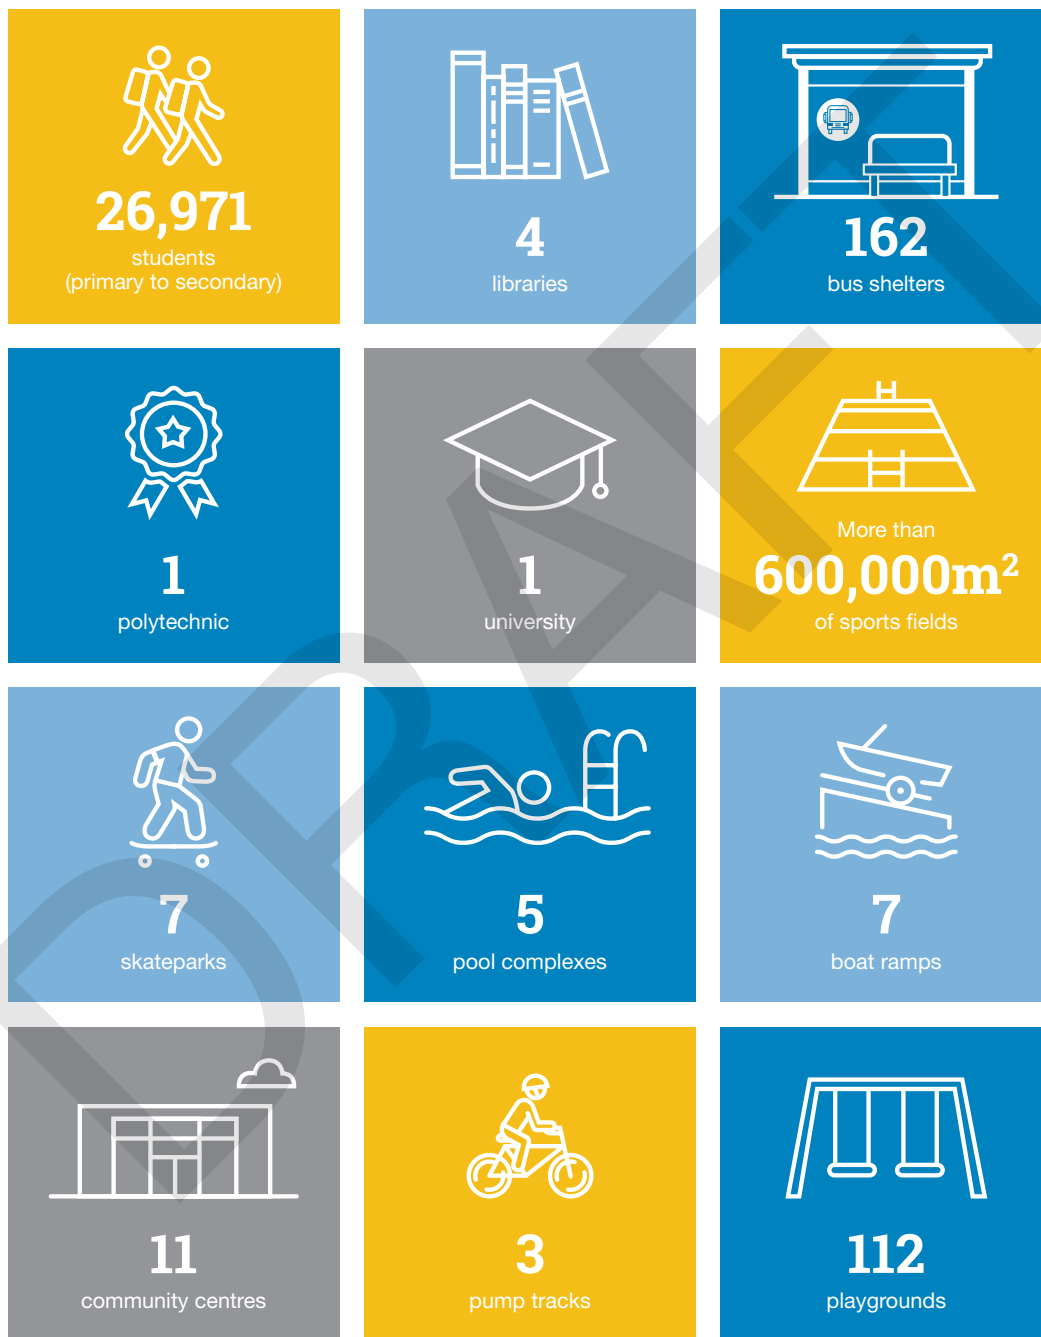 26,971
students
(primary to secondary)
4
libraries
162
bus shelters
1
polytechnic
1
university
More than
600,000m²
of sports fields
7
skateparks
5
pool complexes
7
boat ramps
11
community centres
3
pump tracks
112
playgrounds
DRAFT